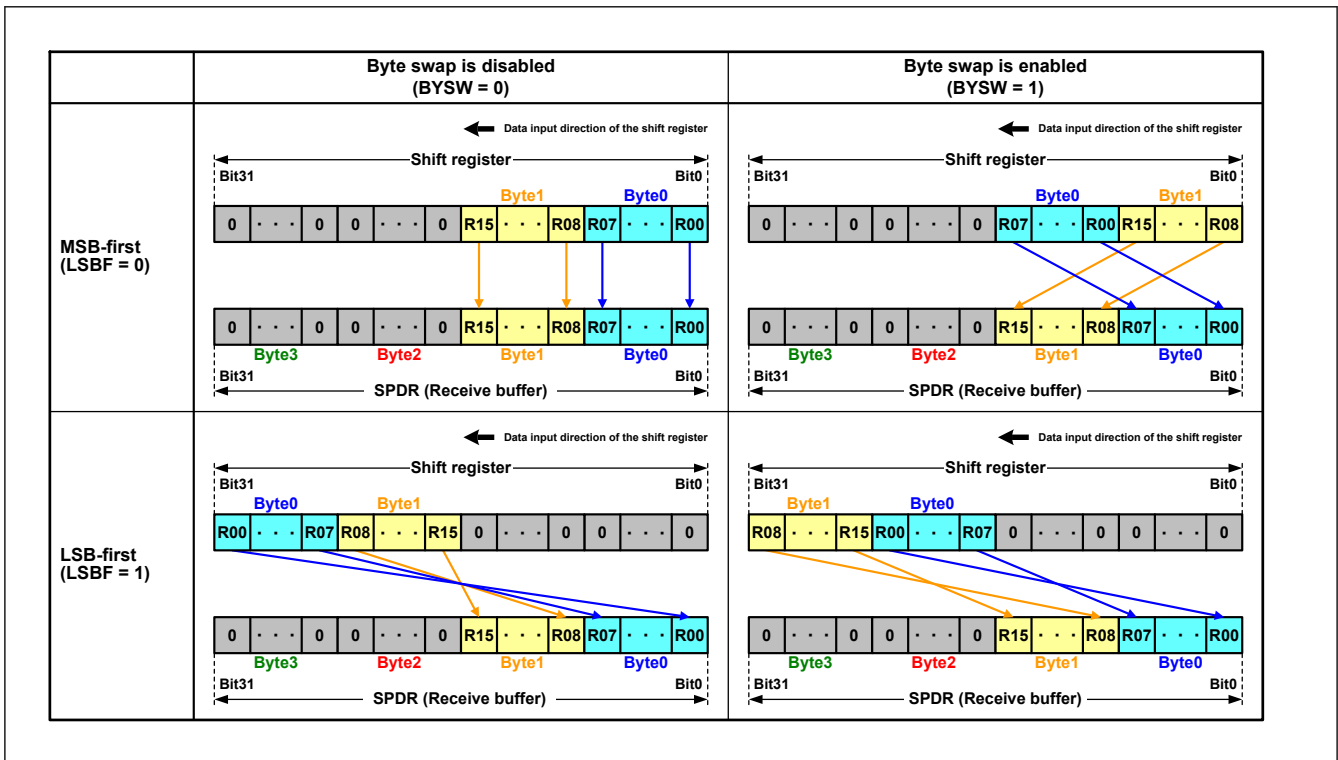 Byte swap is disabled
(BYSW = 0)
Byte swap is enabled
(BYSW = 1)
MSB-first
(LSBF = 0)
Data input direction of the shift register
Shift register
Bit31 Bit0
Byte1 Byte0
0 · · · 0 0 · · · 0 R15 · · · R08 R07 · · · R00
0 · · · 0 0 · · · 0 R15 · · · R08 R07 · · · R00
Byte3 Byte2 Byte1 Byte0
Bit31 Bit0
SPDR (Receive buffer)
Data input direction of the shift register
Shift register
Bit31 Bit0
Byte0 Byte1
0 · · · 0 0 · · · 0 R07 · · · R00 R15 · · · R08
0 · · · 0 0 · · · 0 R15 · · · R08 R07 · · · R00
Byte3 Byte2 Byte1 Byte0
Bit31 Bit0
SPDR (Receive buffer)
LSB-first
(LSBF = 1)
Data input direction of the shift register
Shift register
Bit31 Bit0
Byte0 Byte1
R00 · · · R07 R08 · · · R15 0 · · · 0 0 · · · 0
0 · · · 0 0 · · · 0 R15 · · · R08 R07 · · · R00
Byte3 Byte2 Byte1 Byte0
Bit31 Bit0
SPDR (Receive buffer)
Data input direction of the shift register
Shift register
Bit31 Bit0
Byte1 Byte0
R08 · · · R15 R00 · · · R07 0 · · · 0 0 · · · 0
0 · · · 0 0 · · · 0 R15 · · · R08 R07 · · · R00
Byte3 Byte2 Byte1 Byte0
Bit31 Bit0
SPDR (Receive buffer)